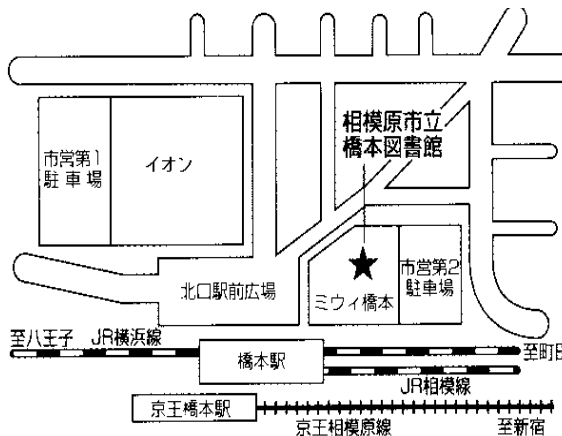 相模原市立
橋本図書館
市営第1
駐車場
イオン
北口駅前広場
ミウィ橋本
市営第2
駐車場
至八王子
JR横浜線
橋本駅
至町田
JR相模線
京王橋本駅
京王相模原線
至新宿